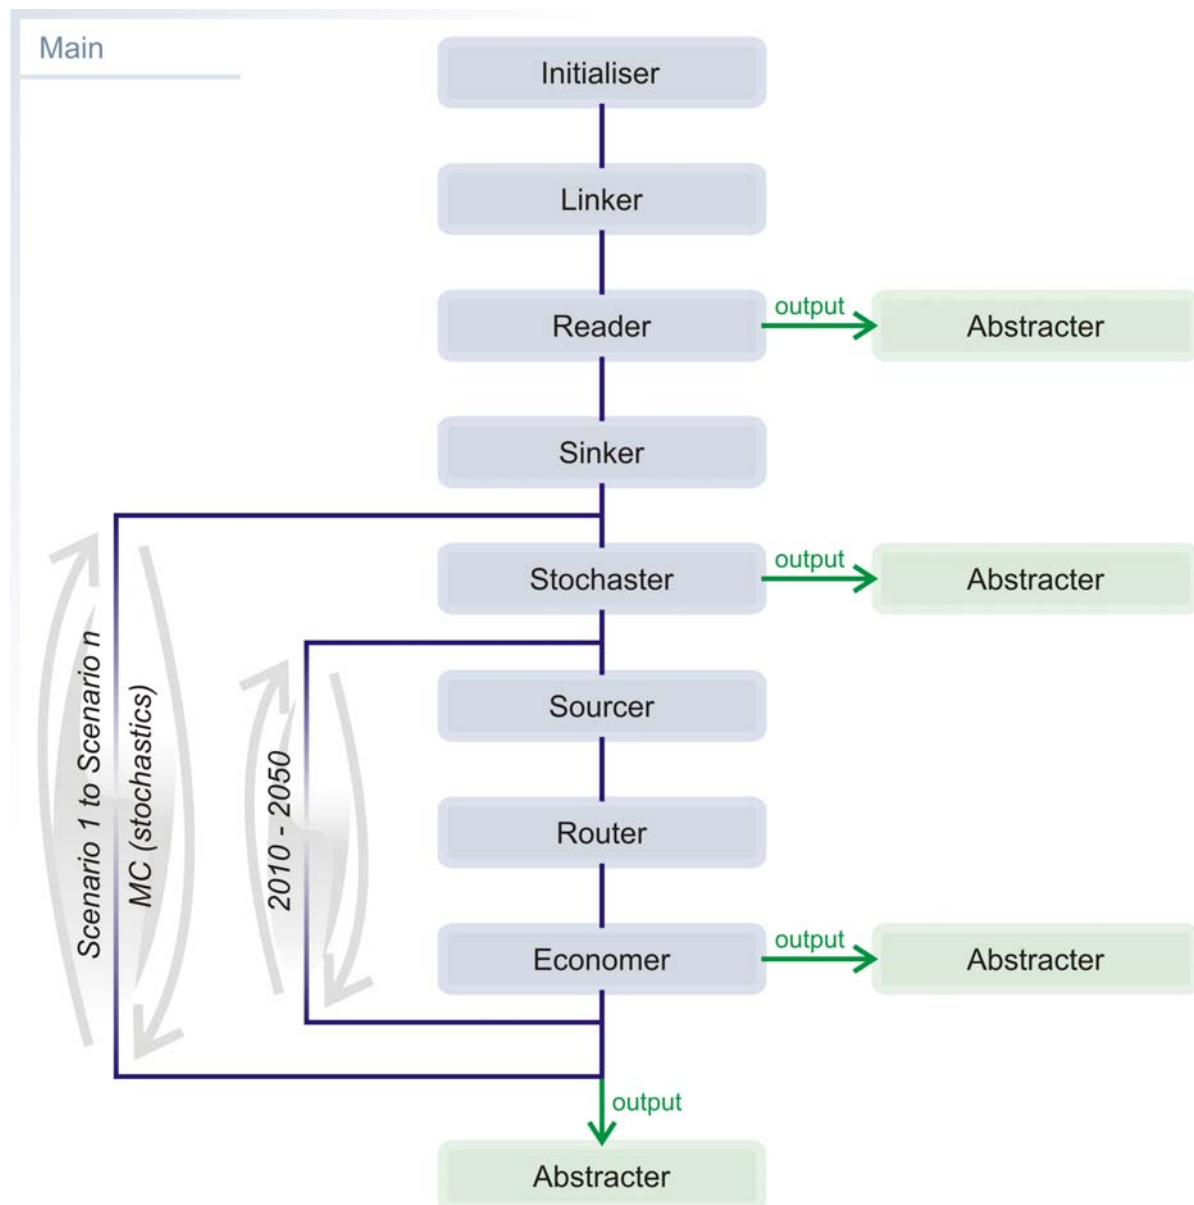 Main
Initialiser
Linker
Reader
output
Abstracter
Sinker
Stochaster
output
Abstracter
Scenario 1 to Scenario n
MC (stochastics)
2010 - 2050
Sourcer
Router
Economer
output
Abstracter
output
Abstracter